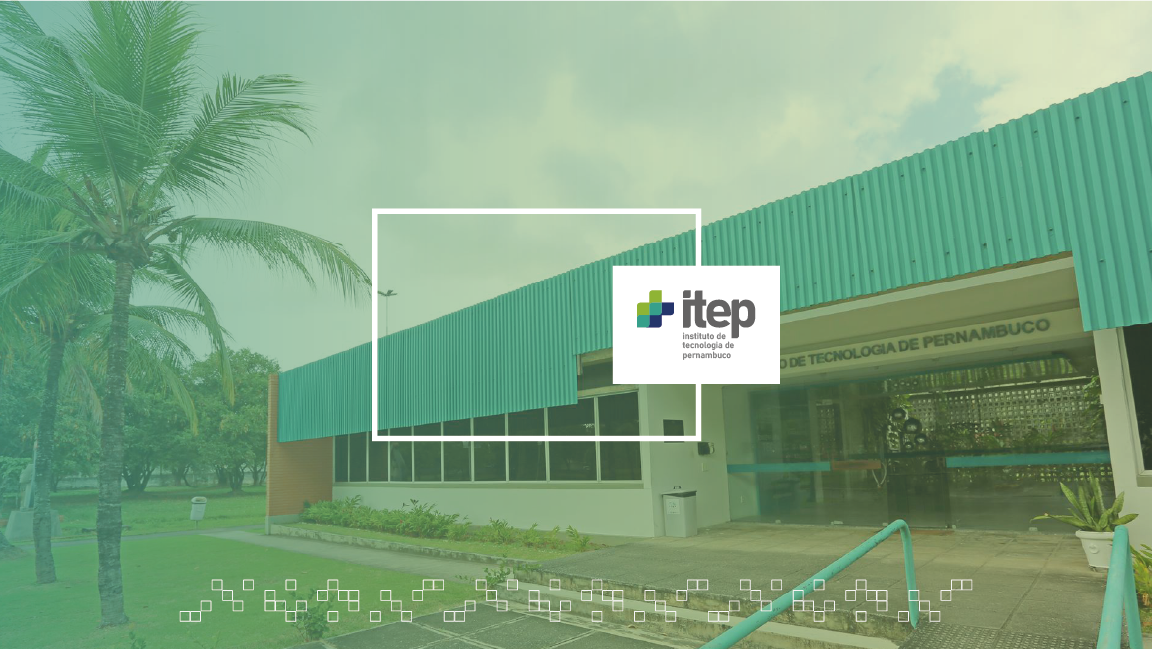 itep
instituto de
tecnologia de
pernambuco
O DE TECNOLOGIA DE PERNAMBUCO